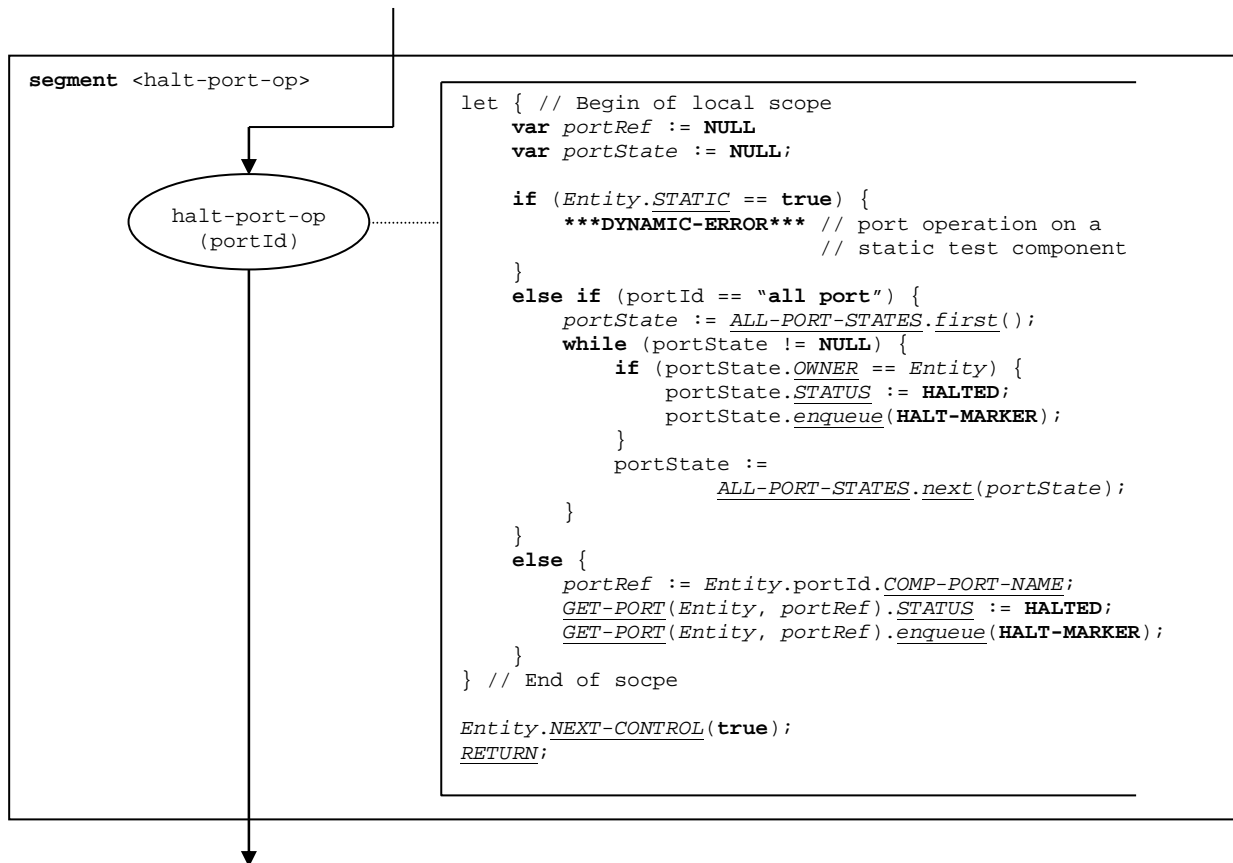 segment <halt-port-op>
halt-port-op
(portId)
let { // Begin of local scope
var portRef := NULL
var portState := NULL;
if (Entity.STATIC == true) {
***DYNAMIC-ERROR*** // port operation on a
// static test component
}
else if (portId == “all port”) {
portState := ALL-PORT-STATES.first();
while (portState != NULL) {
if (portState.OWNER == Entity) {
portState.STATUS := HALTED;
portState.enqueue(HALT-MARKER);
}
portState :=
ALL-PORT-STATES.next(portState);
}
}
else {
portRef := Entity.portId.COMP-PORT-NAME;
GET-PORT(Entity, portRef).STATUS := HALTED;
GET-PORT(Entity, portRef).enqueue(HALT-MARKER);
}
} // End of socpe
Entity.NEXT-CONTROL(true);
RETURN;